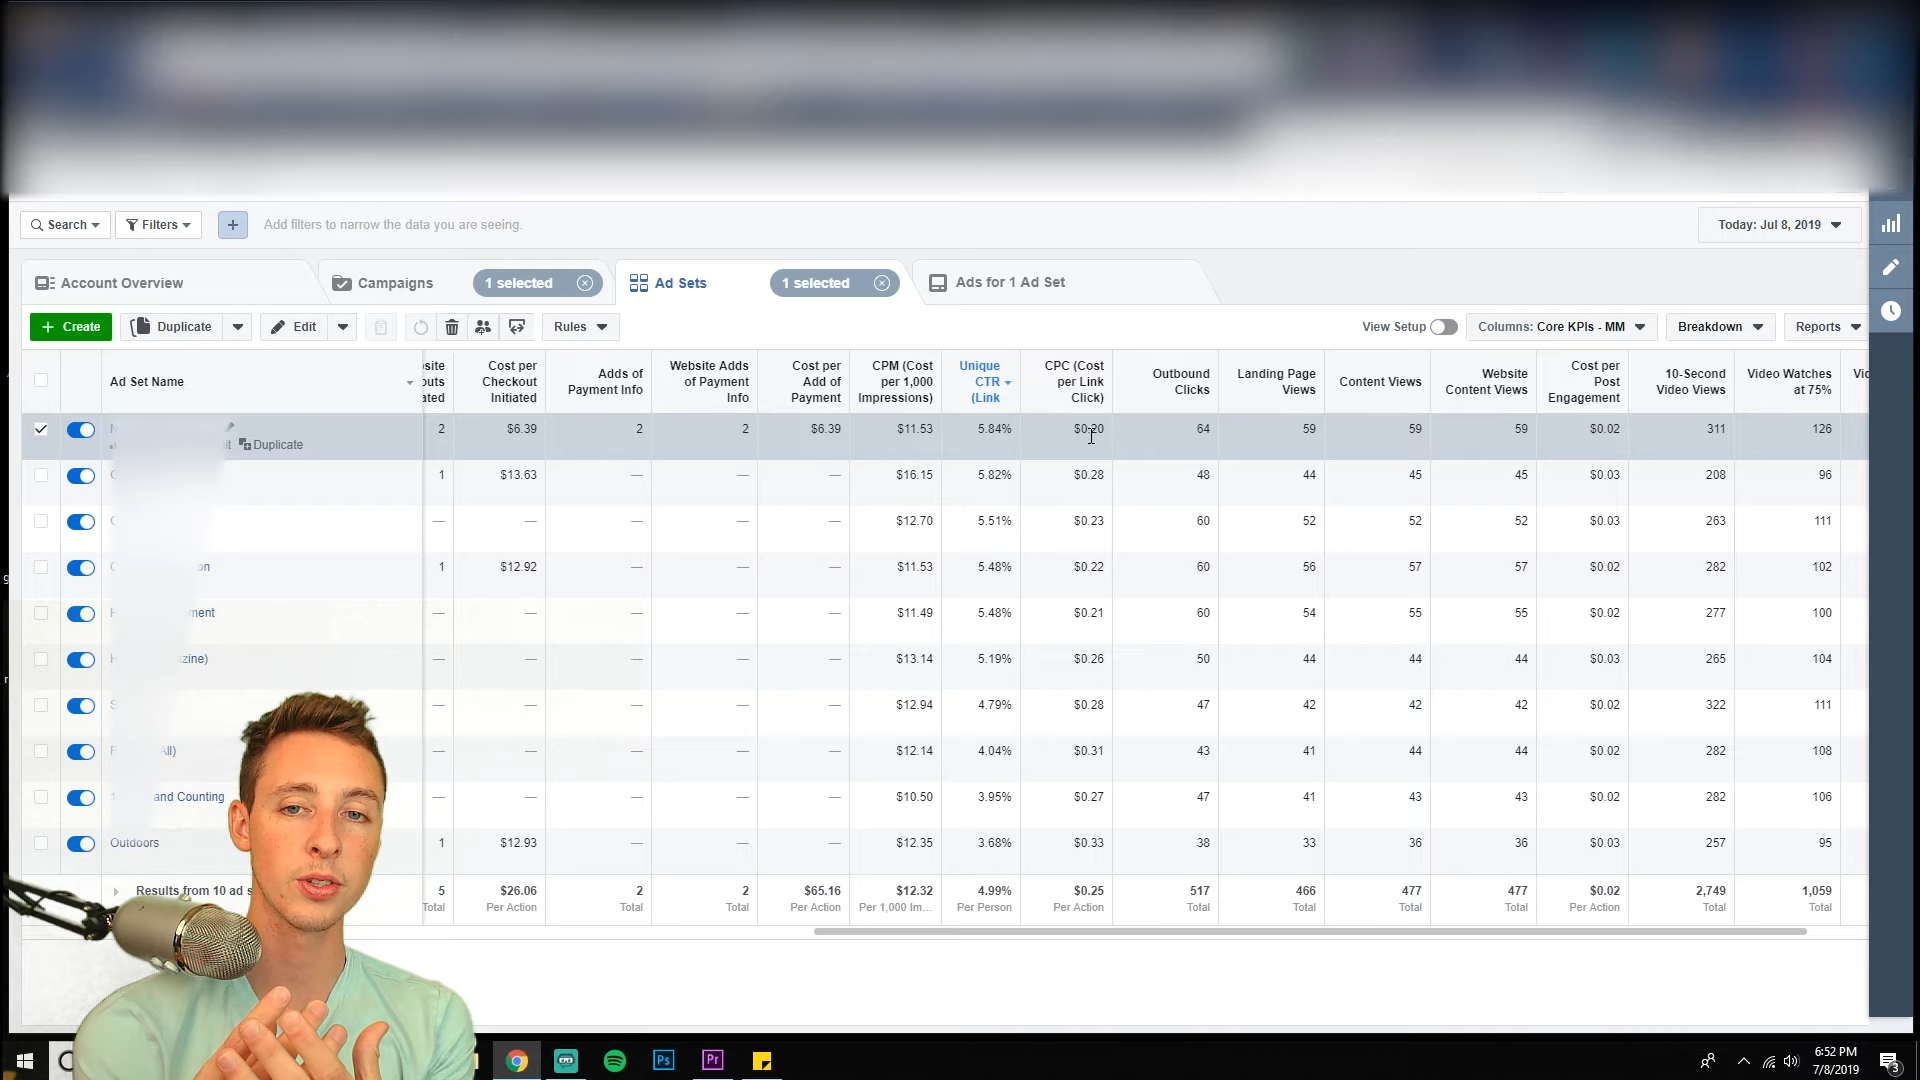 Search
Filters
Add filters to narrow the data you are seeing.
Today: Jul 8, 2019
Account Overview
Campaigns
1 selected
Ad Sets
1 selected
Ads for 1 Ad Set
Create
Duplicate
Edit
Rules
View Setup
Columns: Core KPIs - MM
Breakdown
Reports
Ad Set Name
Cost per
Checkout
Initiated
Adds of
Payment Info
Website Adds
of Payment
Info
Cost per
Add of
Payment
CPM (Cost
per 1,000
Impressions)
Unique
CTR
(Link
CPC (Cost
per Link
Click)
Outbound
Clicks
Landing Page
Views
Content Views
Website
Content Views
Cost per
Post
Engagement
10-Second
Video Views
Video Watches
at 75%
Duplicate
2 $6.39 2 2 $6.39 $11.53 5.84% $0.20 64 59 59 59 $0.02 311 126
1 $13.63 — — — $16.15 5.82% $0.28 48 44 45 45 $0.03 208 96
— — — — — $12.70 5.51% $0.23 60 52 52 52 $0.03 263 111
1 $12.92 — — — $11.53 5.48% $0.22 60 56 57 57 $0.02 282 102
— — — — — $11.49 5.48% $0.21 60 54 55 55 $0.02 277 100
— — — — — $13.14 5.19% $0.26 50 44 44 44 $0.03 265 104
— — — — — $12.94 4.79% $0.28 47 42 42 42 $0.02 322 111
— — — — — $12.14 4.04% $0.31 43 41 44 44 $0.02 282 108
and Counting — — — — — $10.50 3.95% $0.27 47 41 43 43 $0.02 282 106
Outdoors 1 $12.93 — — — $12.35 3.68% $0.33 38 33 36 36 $0.03 257 95
Results from 10 ad 5 $26.06 2 2 $65.16 $12.32 4.99% $0.25 517 466 477 477 $0.02 2,749 1,059
Total Per Action Total Total Per Action Per 1,000 Im... Per Person Per Action Total Total Total Total Per Action Total Total
Ps
Pr
6:52 PM
7/8/2019
3